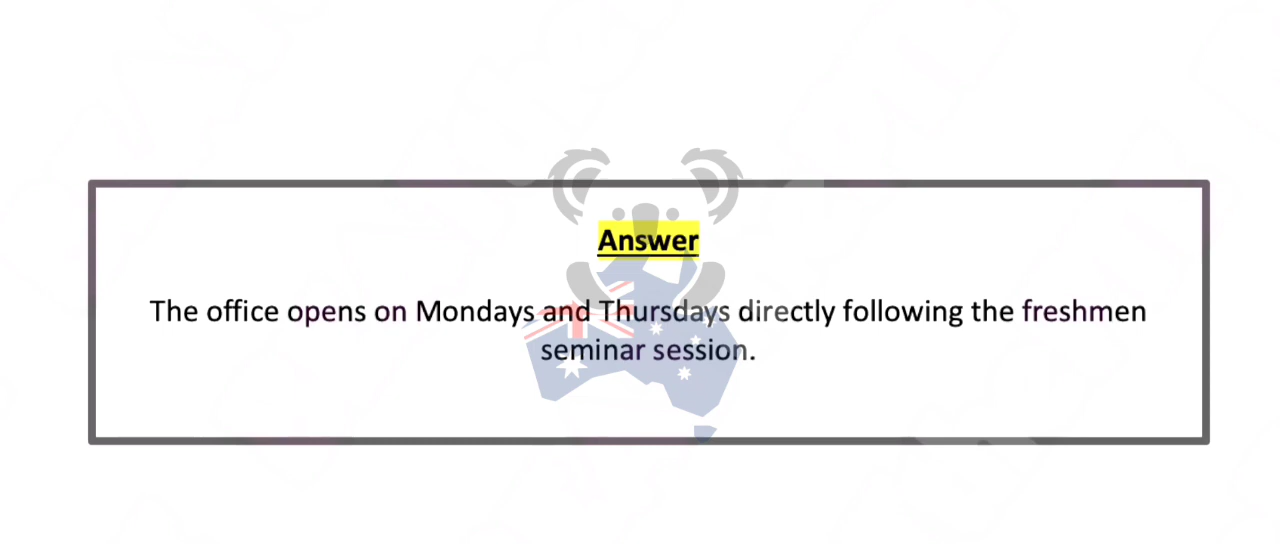 Answer
The office opens on Mondays and Thursdays directly following the freshmen
seminar session.